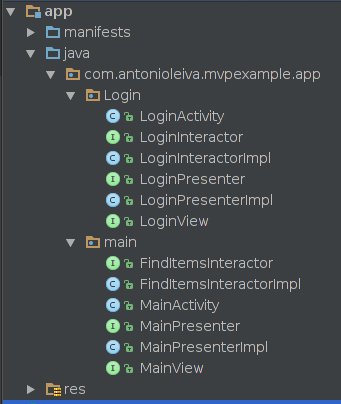 app
manifests
java
com.antonioleiva.mvpexample.app
Login
C LoginActivity
I LoginInteractor
C LoginInteractorImpl
I LoginPresenter
C LoginPresenterImpl
I LoginView
main
I FindItemsInteractor
C FindItemsInteractorImpl
C MainActivity
I MainPresenter
C MainPresenterImpl
I MainView
res